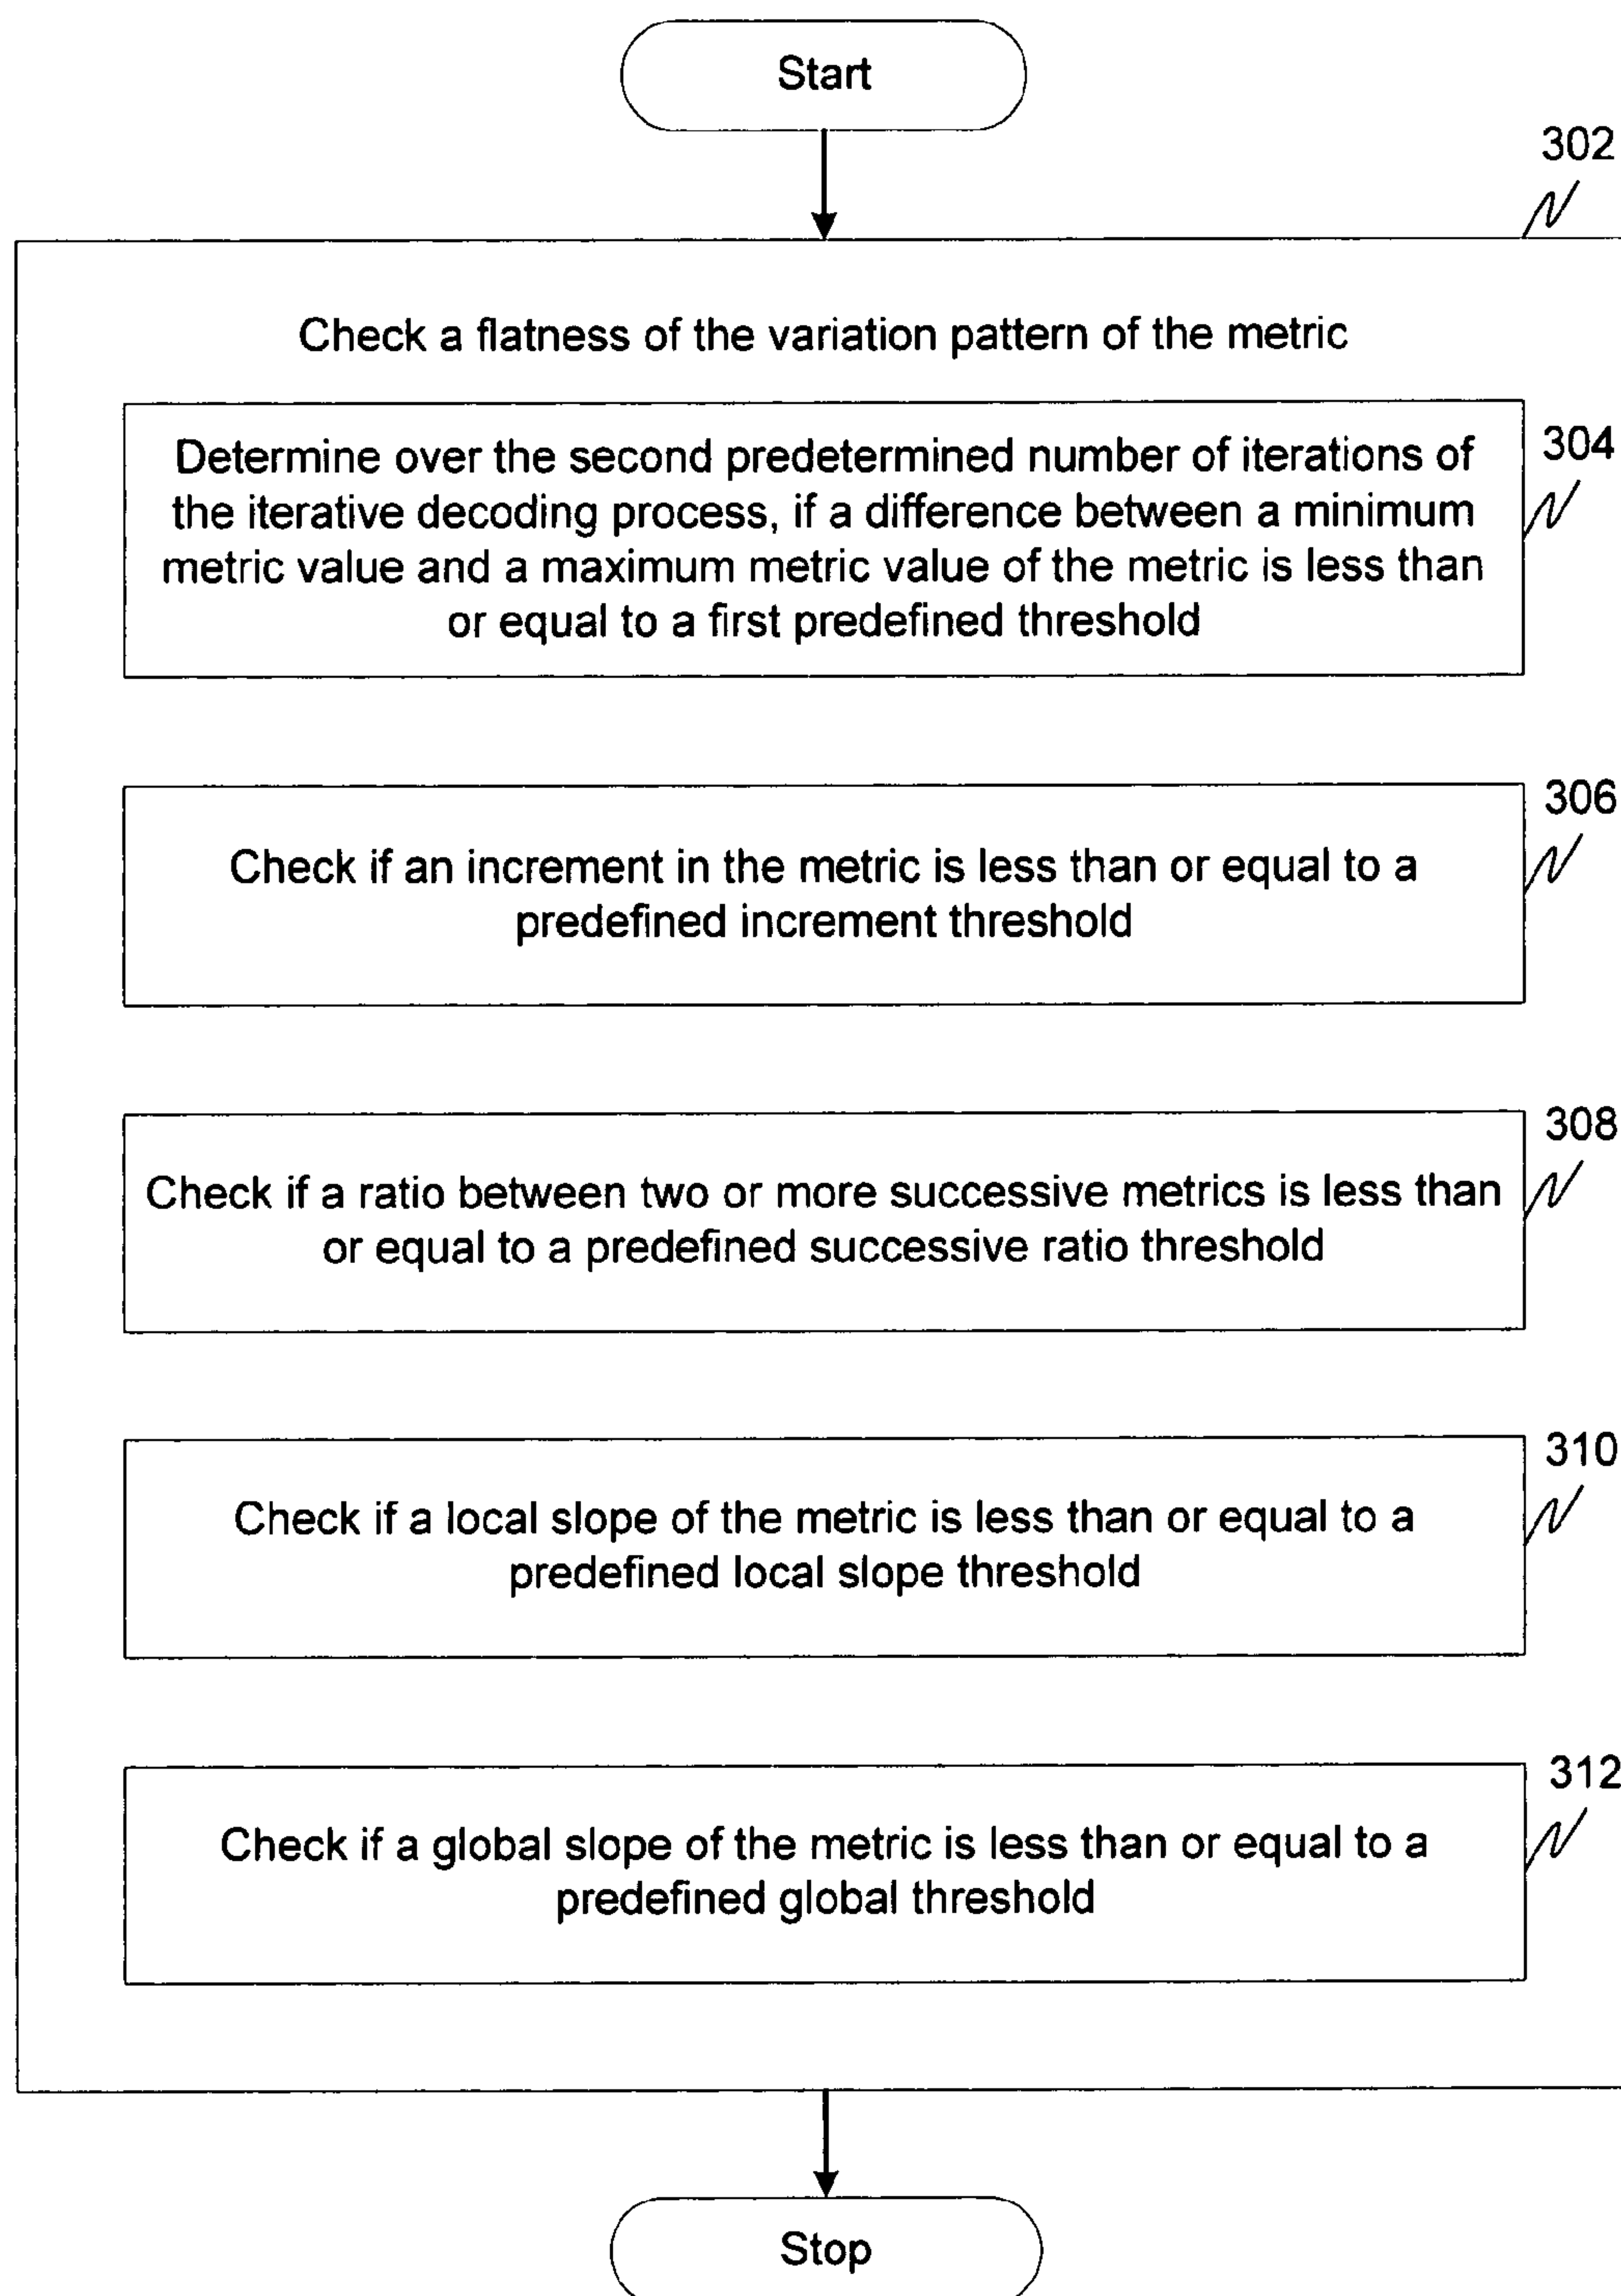 Start
302
Check a flatness of the variation pattern of the metric
304
Determine over the second predetermined number of iterations of
the iterative decoding process, if a difference between a minimum
metric value and a maximum metric value of the metric is less than
or equal to a first predefined threshold
306
Check if an increment in the metric is less than or equal to a
predefined increment threshold
308
Check if a ratio between two or more successive metrics is less than
or equal to a predefined successive ratio threshold
310
Check if a local slope of the metric is less than or equal to a
predefined local slope threshold
312
Check if a global slope of the metric is less than or equal to a
predefined global threshold
Stop